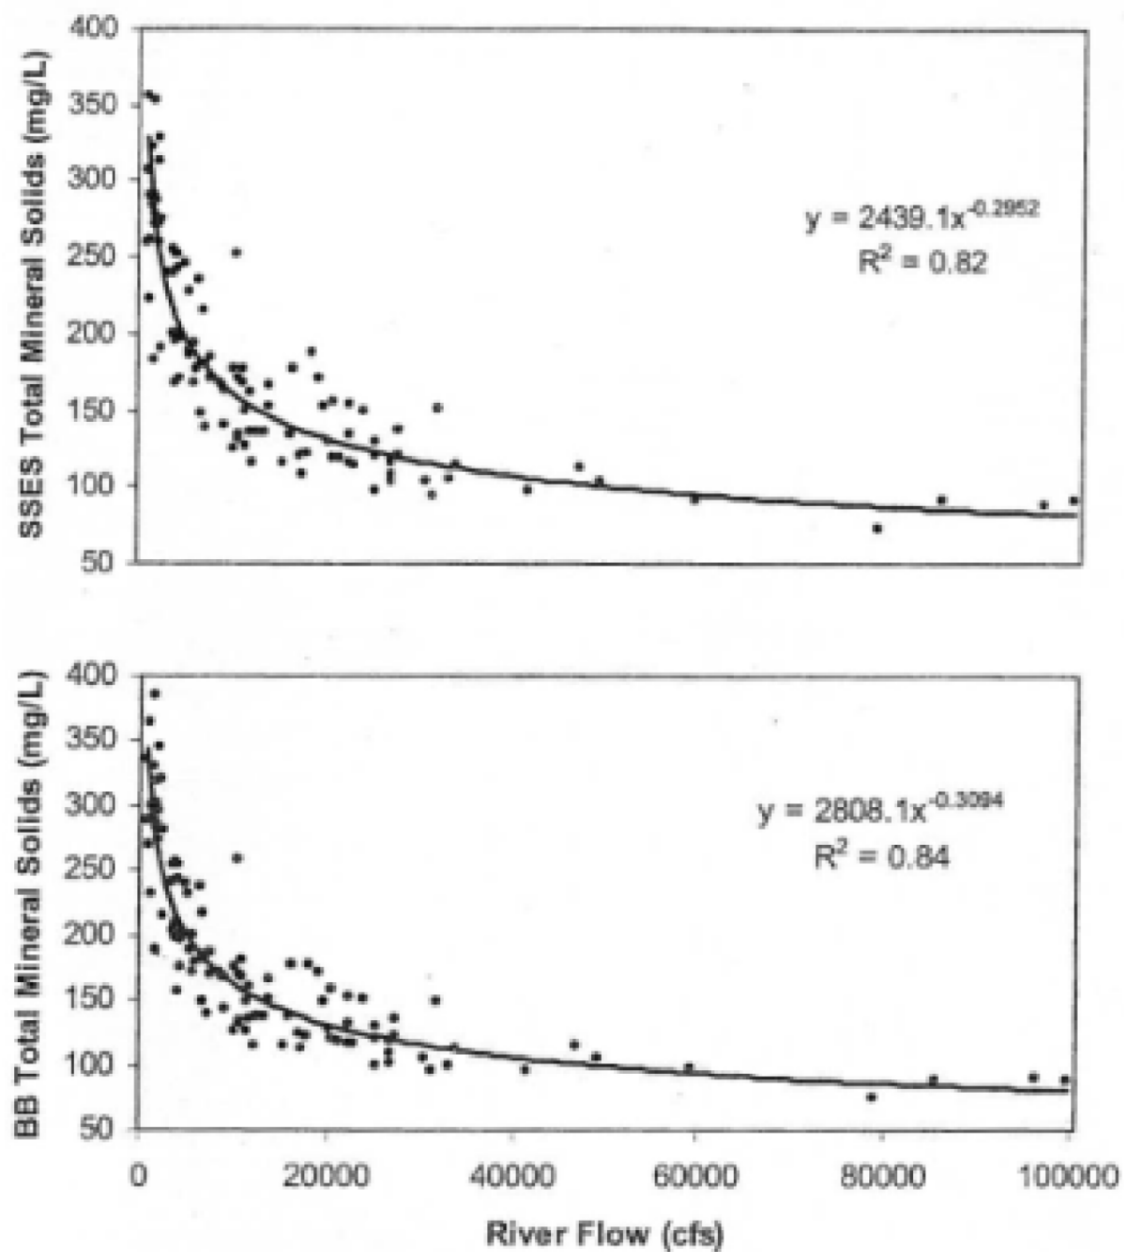 SSES Total Mineral Solids (mg/L)
400
350
300
250
200
150
100
50
y = 2439.1x^-0.2952
R² = 0.82
BB Total Mineral Solids (mg/L)
400
350
300
250
200
150
100
50
y = 2808.1x^-0.3094
R² = 0.84
0 20000 40000 60000 80000 100000
River Flow (cfs)